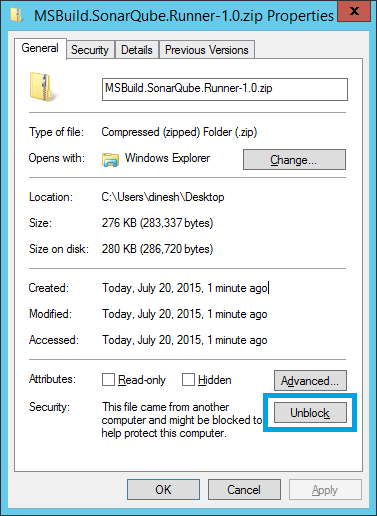 MSBuild.SonarQube.Runner-1.0.zip Properties
General Security Details Previous Versions
MSBuild.SonarQube.Runner-1.0.zip
Type of file: Compressed (zipped) Folder (.zip)
Opens with: Windows Explorer Change...
Location: C:\Users\dinesh\Desktop
Size: 276 KB (283,337 bytes)
Size on disk: 280 KB (286,720 bytes)
Created: Today, July 20, 2015, 1 minute ago
Modified: Today, July 20, 2015, 1 minute ago
Accessed: Today, July 20, 2015, 1 minute ago
Attributes: Read-only Hidden Advanced...
Security: This file came from another Unblock
computer and might be blocked to
help protect this computer.
OK Cancel Apply